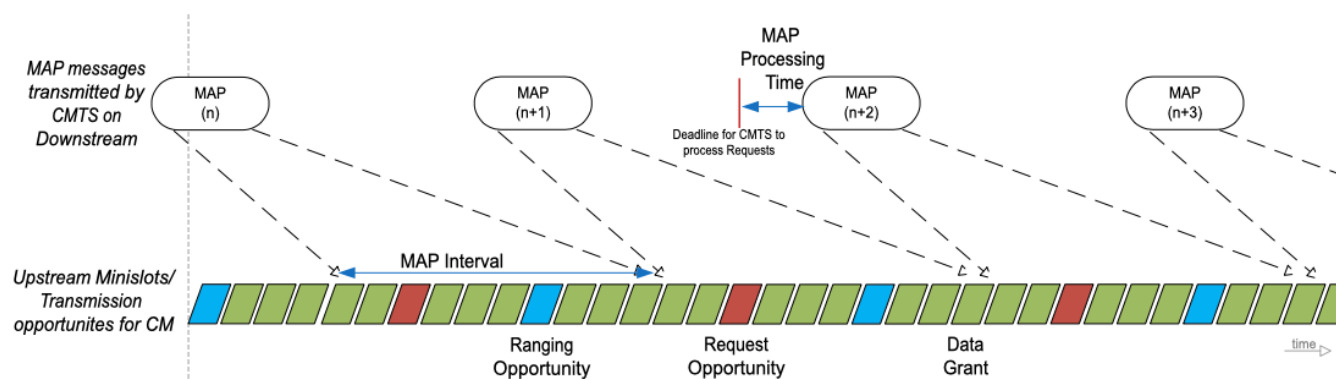 MAP messages
transmitted by
CMTS on
Downstream
MAP
(n)
MAP
(n+1)
MAP
Processing
Time
Deadline for CMTS to
process Requests
MAP
(n+2)
MAP
(n+3)
Upstream Minislots/
Transmission
opportunites for CM
MAP Interval
Ranging
Opportunity
Request
Opportunity
Data
Grant
time